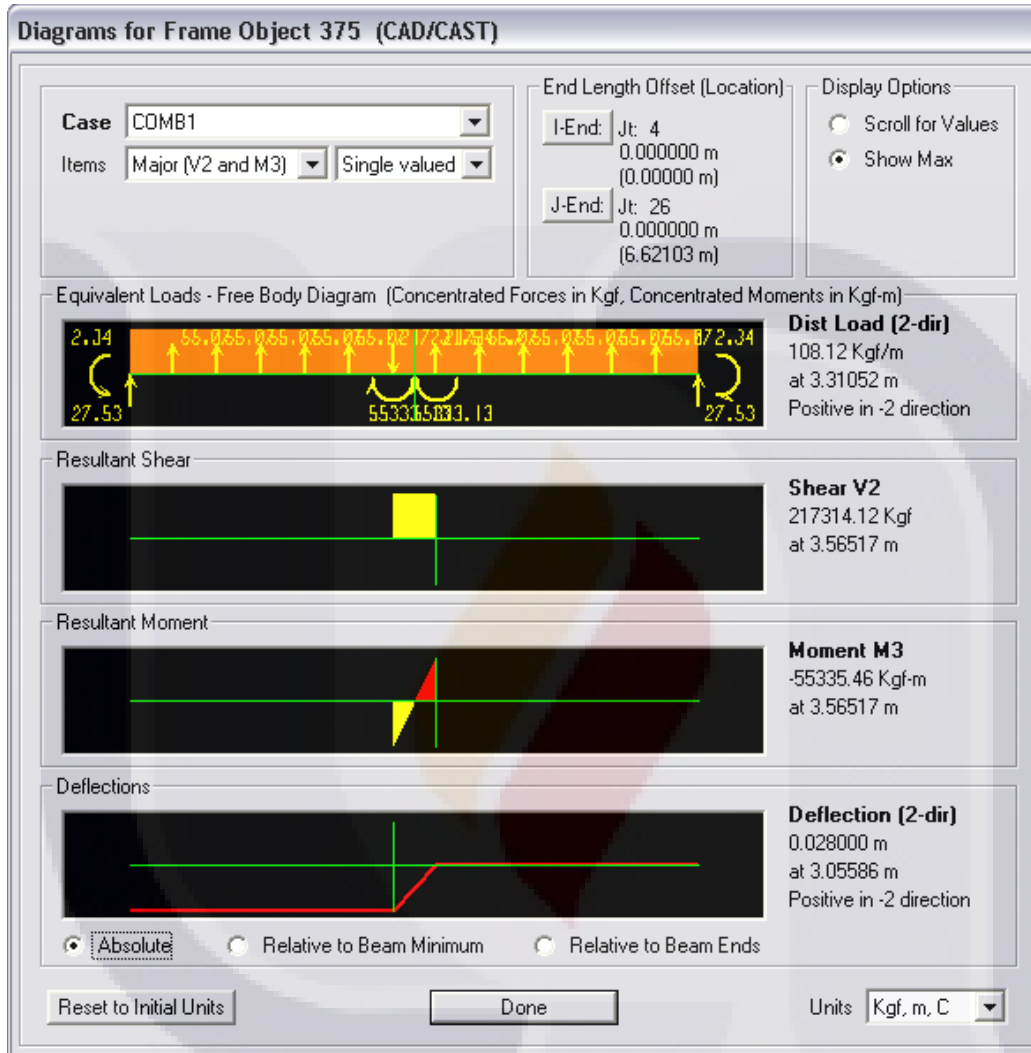 Diagrams for Frame Object 375 (CAD/CAST)
Case COMB1
Items Major (V2 and M3) Single valued
End Length Offset (Location)
I-End: Jt: 4
0.000000 m
(0.00000 m)
J-End: Jt: 26
0.000000 m
(6.62103 m)
Display Options
Scroll for Values
Show Max
Equivalent Loads - Free Body Diagram (Concentrated Forces in Kgf, Concentrated Moments in Kgf-m)
2.34
27.53
27.53
Dist Load (2-dir)
108.12 Kgf/m
at 3.31052 m
Positive in -2 direction
Resultant Shear
Shear V2
217314.12 Kgf
at 3.56517 m
Resultant Moment
Moment M3
-55335.46 Kgf-m
at 3.56517 m
Deflections
Deflection (2-dir)
0.028000 m
at 3.05586 m
Positive in -2 direction
Absolute Relative to Beam Minimum Relative to Beam Ends
Reset to Initial Units Done Units Kgf, m, C